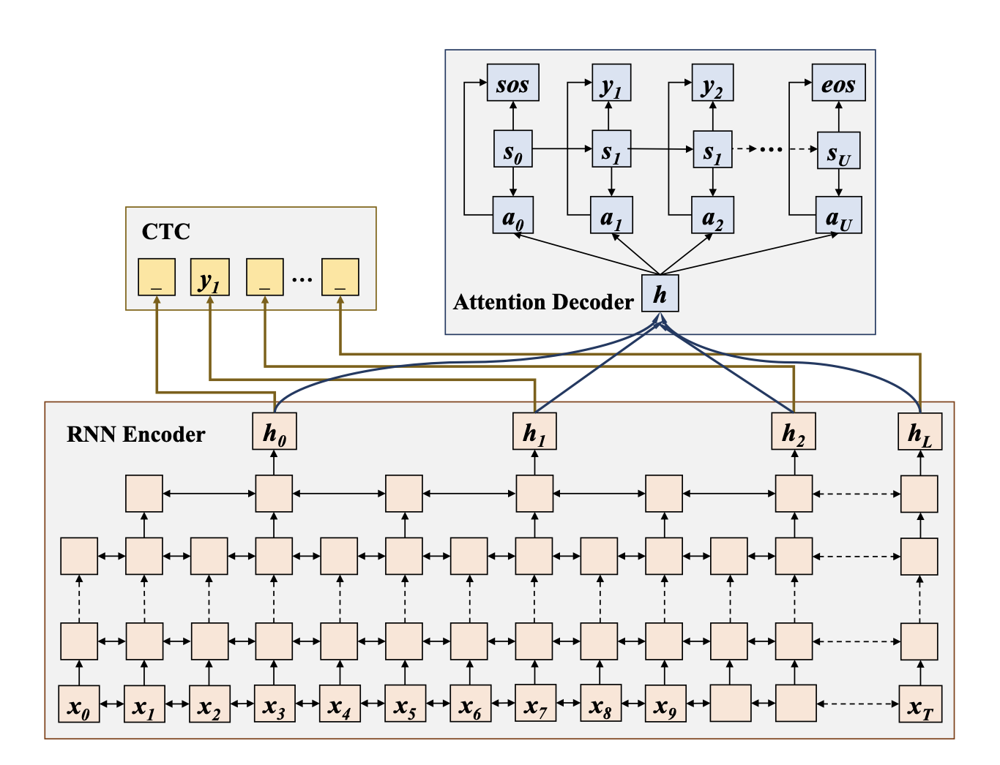 sos y1 y2 eos
s0 s1 s1 ... sU
a0 a1 a2 aU
CTC
_ y1 _ ... _
h
Attention Decoder
RNN Encoder
h0 h1 h2 hL
x0 x1 x2 x3 x4 x5 x6 x7 x8 x9 xT